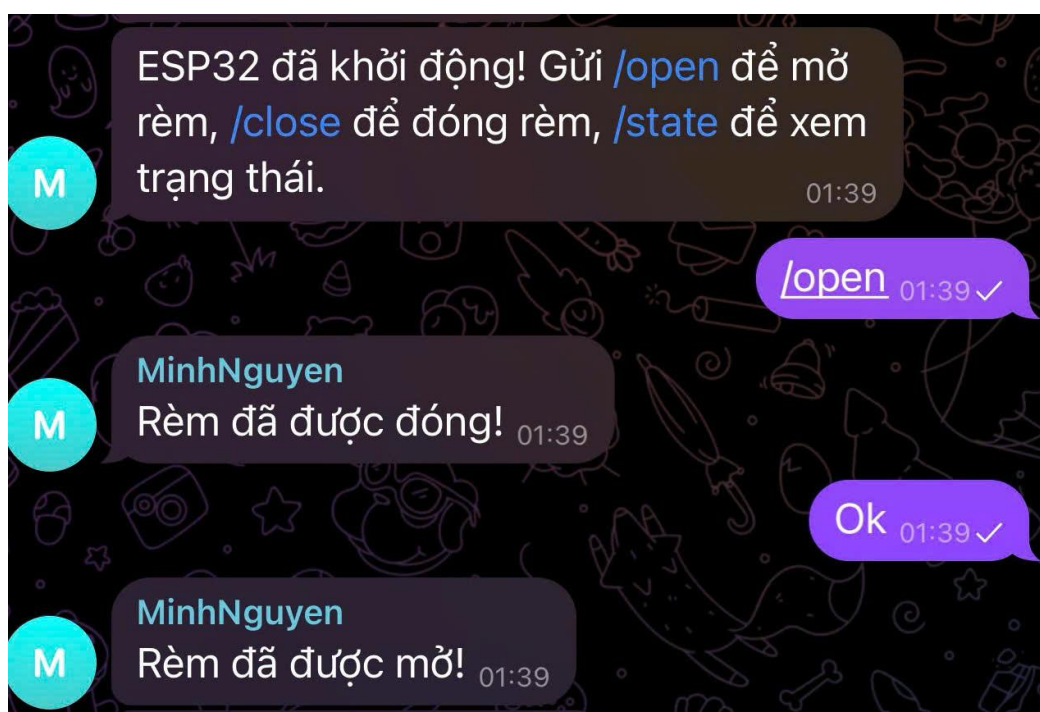 ESP32 đã khởi động! Gửi /open để mở
rèm, /close để đóng rèm, /state để xem
trạng thái.
01:39
M
/open 01:39
MinhNguyen
Rèm đã được đóng! 01:39
M
Ok 01:39
MinhNguyen
Rèm đã được mở! 01:39
M